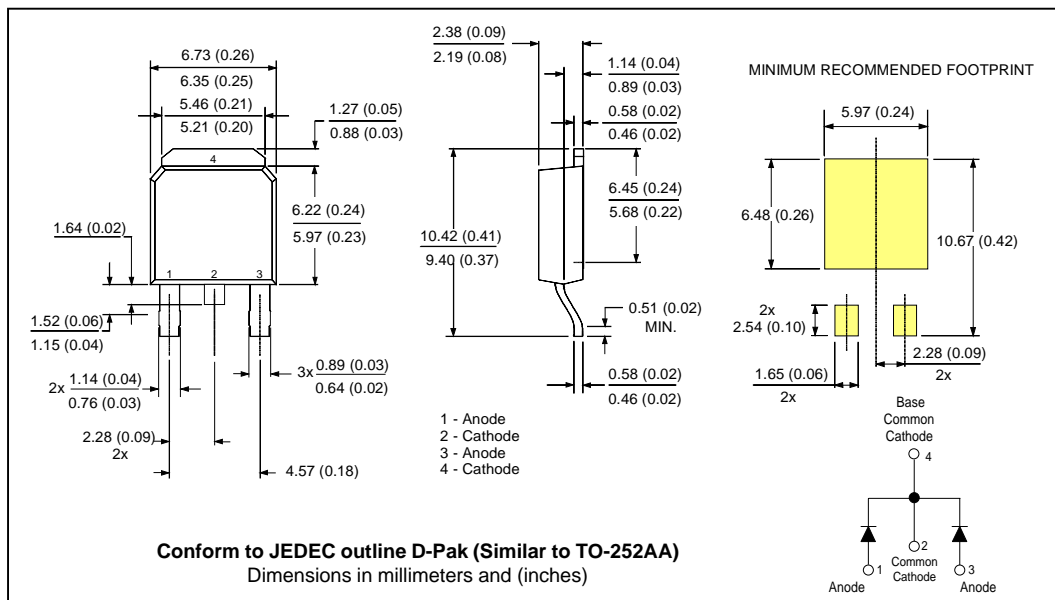 6.73 (0.26)
6.35 (0.25)
5.46 (0.21)
5.21 (0.20)
1.27 (0.05)
0.88 (0.03)
4
6.22 (0.24)
5.97 (0.23)
1.64 (0.02)
1
2
3
1.52 (0.06)
1.15 (0.04)
2x 1.14 (0.04)
0.76 (0.03)
3x 0.89 (0.03)
0.64 (0.02)
2.28 (0.09)
2x
4.57 (0.18)
2.38 (0.09)
2.19 (0.08)
1.14 (0.04)
0.89 (0.03)
0.58 (0.02)
0.46 (0.02)
6.45 (0.24)
5.68 (0.22)
10.42 (0.41)
9.40 (0.37)
0.51 (0.02)
MIN.
0.58 (0.02)
0.46 (0.02)
1 - Anode
2 - Cathode
3 - Anode
4 - Cathode
MINIMUM RECOMMENDED FOOTPRINT
5.97 (0.24)
6.48 (0.26)
10.67 (0.42)
2x
2.54 (0.10)
2.28 (0.09)
2x
1.65 (0.06)
2x
Base
Common
Cathode
4
2
Common
Cathode
1
Anode
3
Anode
Conform to JEDEC outline D-Pak (Similar to TO-252AA)
Dimensions in millimeters and (inches)